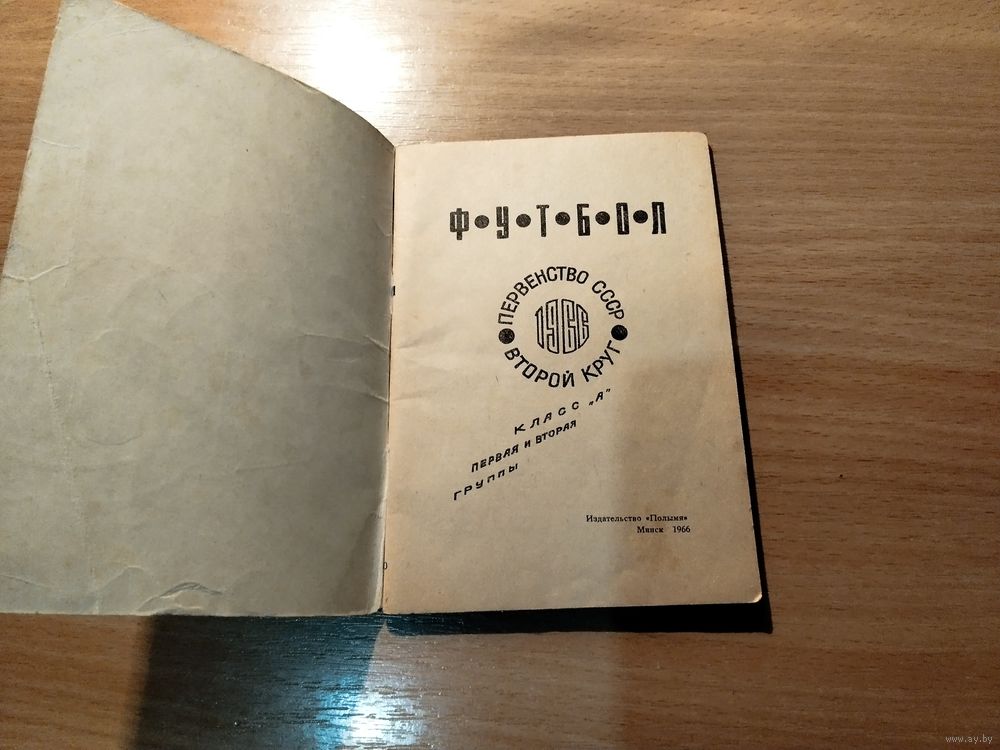 Ф•У•Т•Б•О•Л
ПЕРВЕНСТВО СССР
1966
ВТОРОЙ КРУГ
КЛАСС „А"
ПЕРВАЯ И ВТОРАЯ
ГРУППЫ
Издательство «Полымя»
Минск 1966
www.ay.by